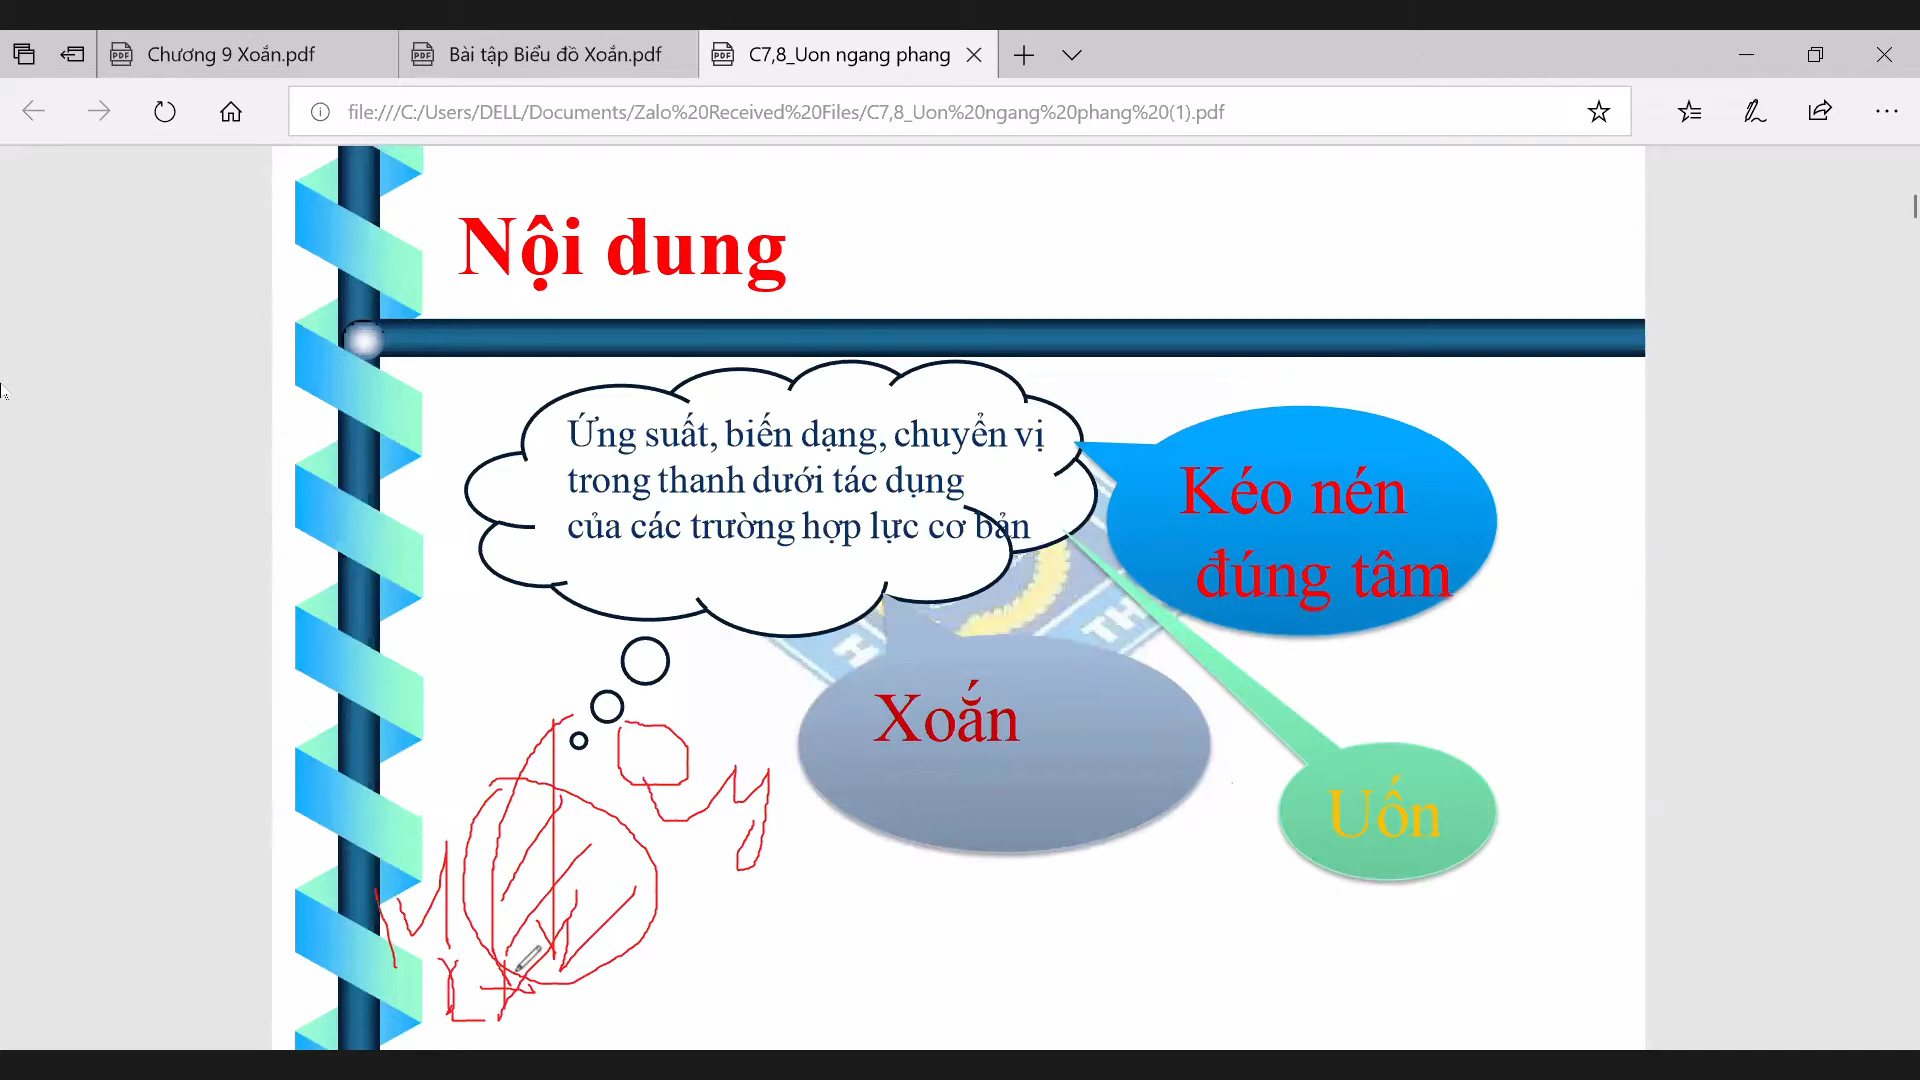 Chương 9 Xoắn.pdf
Bài tập Biểu đồ Xoắn.pdf
C7,8_Uon ngang phang
file:///C:/Users/DELL/Documents/Zalo%20Received%20Files/C7,8_Uon%20ngang%20phang%20(1).pdf
Nội dung
Ứng suất, biến dạng, chuyển vị
trong thanh dưới tác dụng
của các trường hợp lực cơ bản
Kéo nén
đúng tâm
Xoắn
Uốn